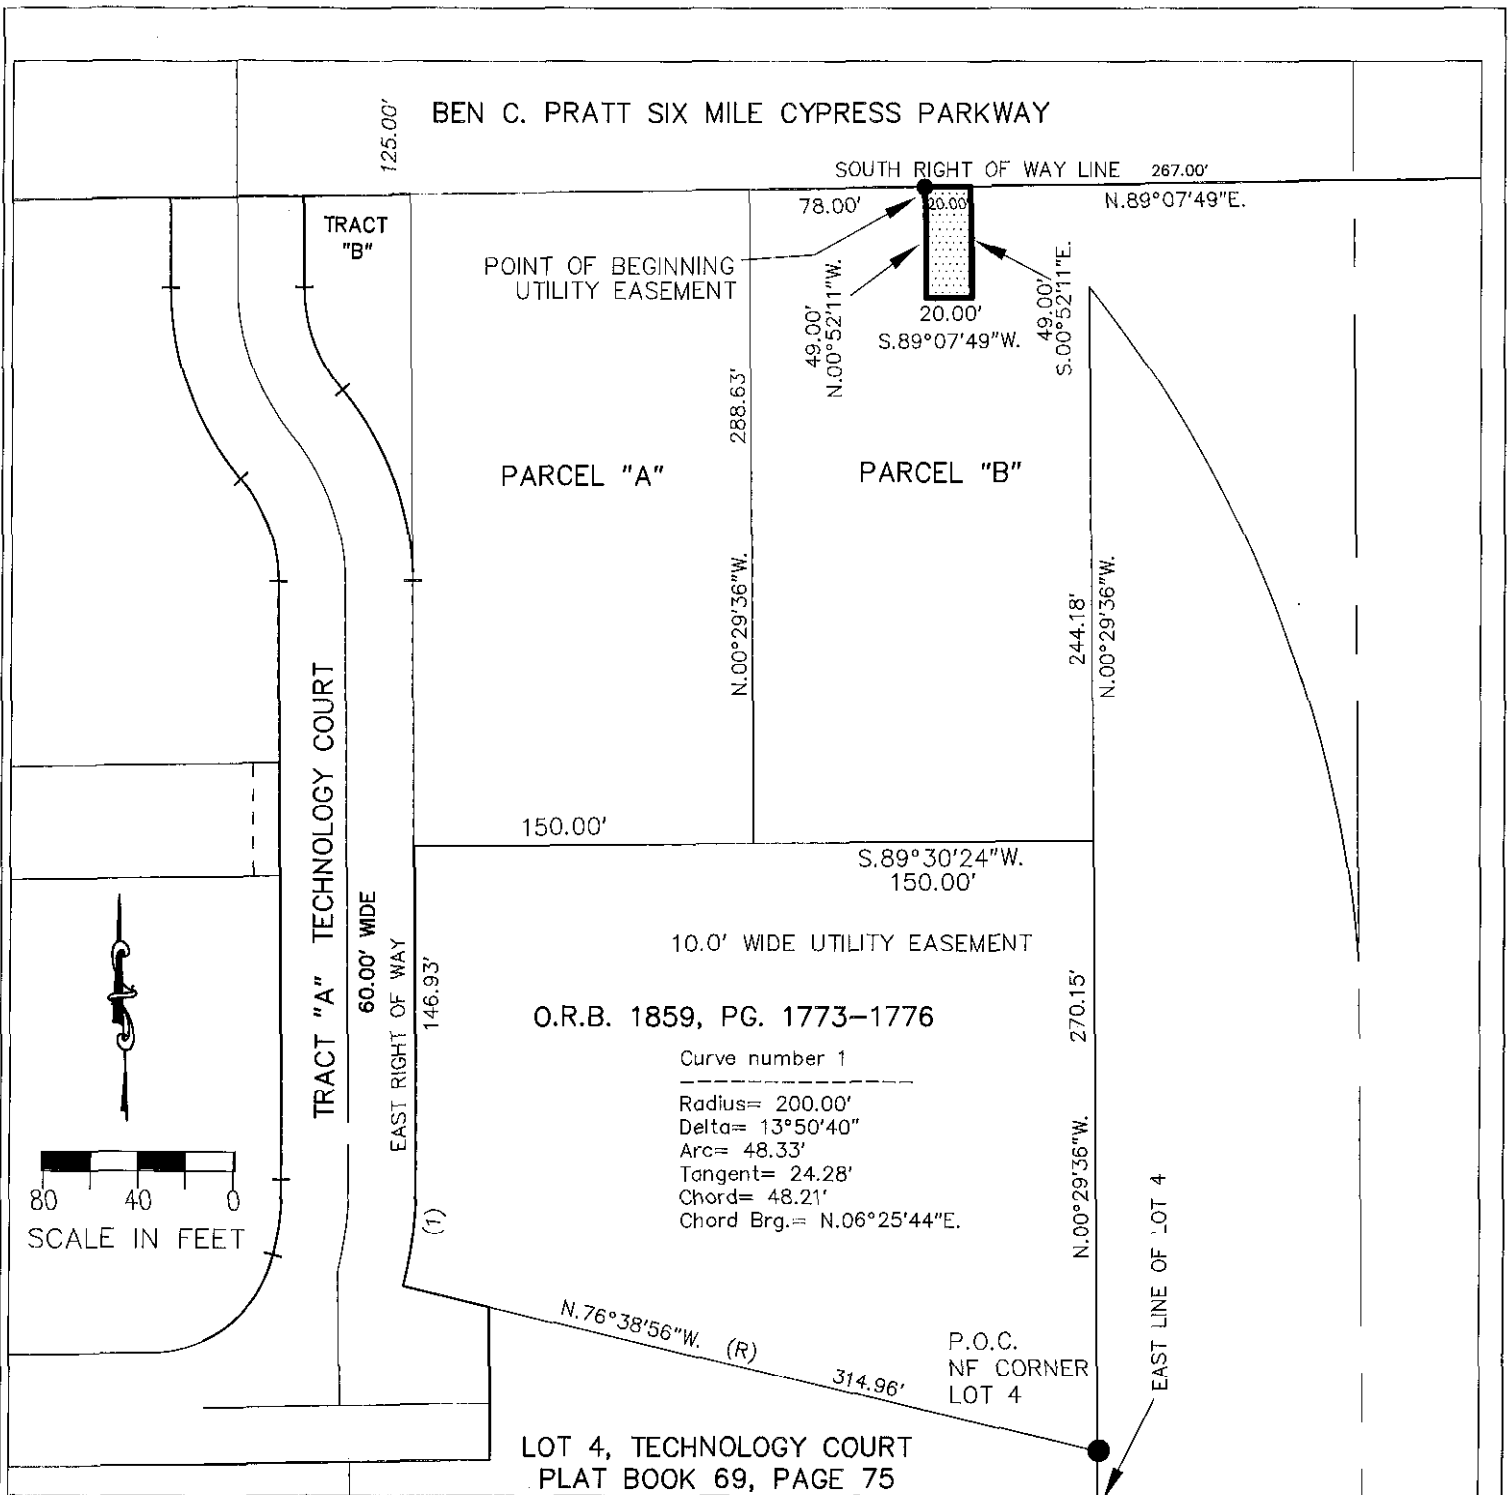 BEN C. PRATT SIX MILE CYPRESS PARKWAY
125.00'
SOUTH RIGHT OF WAY LINE 267.00'
N.89°07'49"E.
78.00'
20.00'
TRACT
"B"
POINT OF BEGINNING
UTILITY EASEMENT
49.00'
N.00°52'11"W.
20.00'
S.89°07'49"W.
49.00'
S.00°52'11"E.
288.63'
N.00°29'36"W.
PARCEL "A"
PARCEL "B"
244.18'
N.00°29'36"W.
150.00'
S.89°30'24"W.
150.00'
TRACT "A" TECHNOLOGY COURT
60.00' WIDE
EAST RIGHT OF WAY
146.93'
(1)
10.0' WIDE UTILITY EASEMENT
O.R.B. 1859, PG. 1773-1776
Curve number 1
Radius= 200.00'
Delta= 13°50'40"
Arc= 48.33'
Tangent= 24.28'
Chord= 48.21'
Chord Brg.= N.06°25'44"E.
270.15'
N.00°29'36"W.
80 40 0
SCALE IN FEET
N.76°38'56"W. (R)
314.96'
P.O.C.
NF CORNER
LOT 4
EAST LINE OF LOT 4
LOT 4, TECHNOLOGY COURT
PLAT BOOK 69, PAGE 75